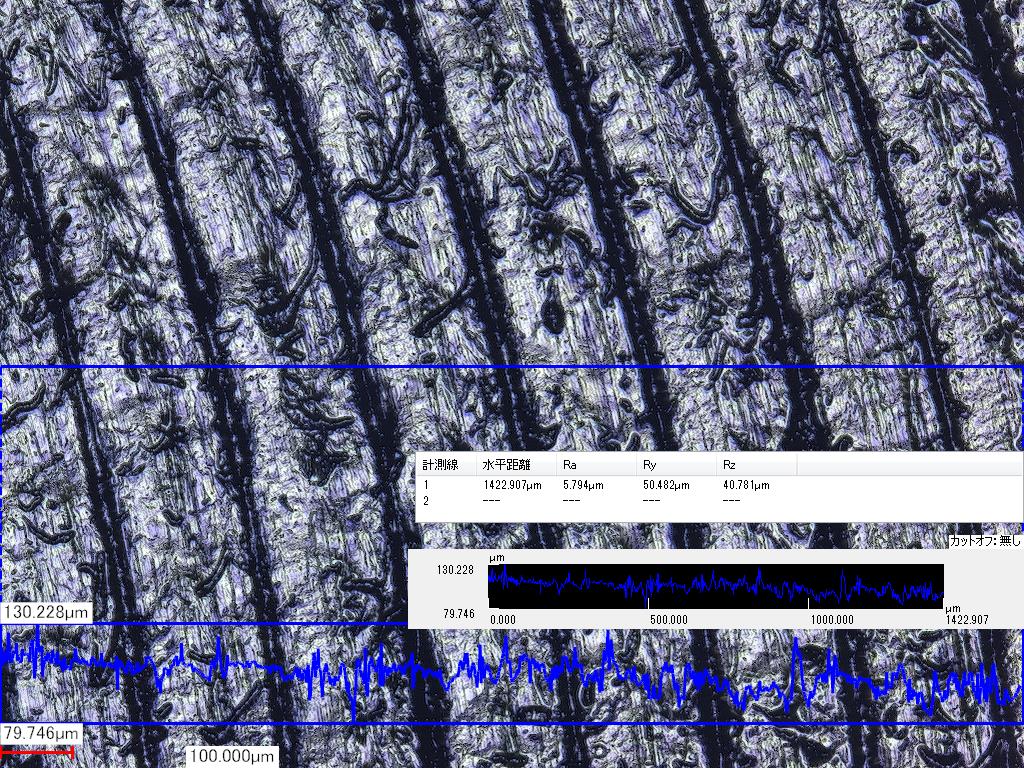 計測線 水平距離 Ra Ry Rz
1 1422.907μm 5.794μm 50.482μm 40.781μm
2 --- --- --- ---
カットオフ: 無し
μm
130.228
79.746
0.000 500.000 1000.000 1422.907
μm
130.228μm
79.746μm
100.000μm